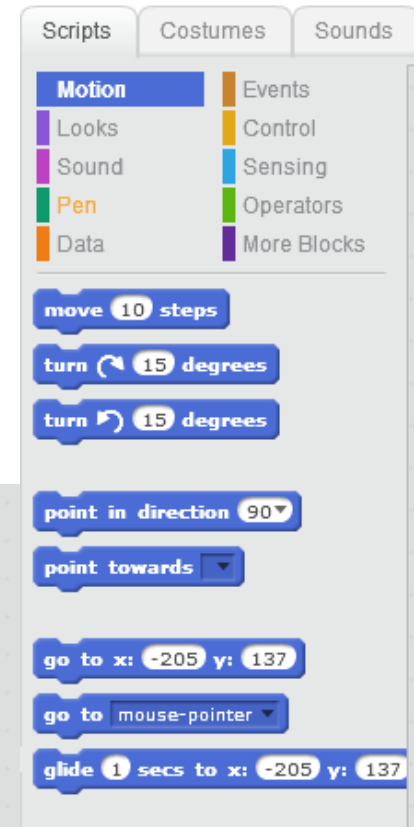 Scripts Costumes Sounds
Motion Events
Looks Control
Sound Sensing
Pen Operators
Data More Blocks
move 10 steps
turn 15 degrees
turn 15 degrees
point in direction 90
point towards
go to x: -205 y: 137
go to mouse-pointer
glide 1 secs to x: -205 y: 137